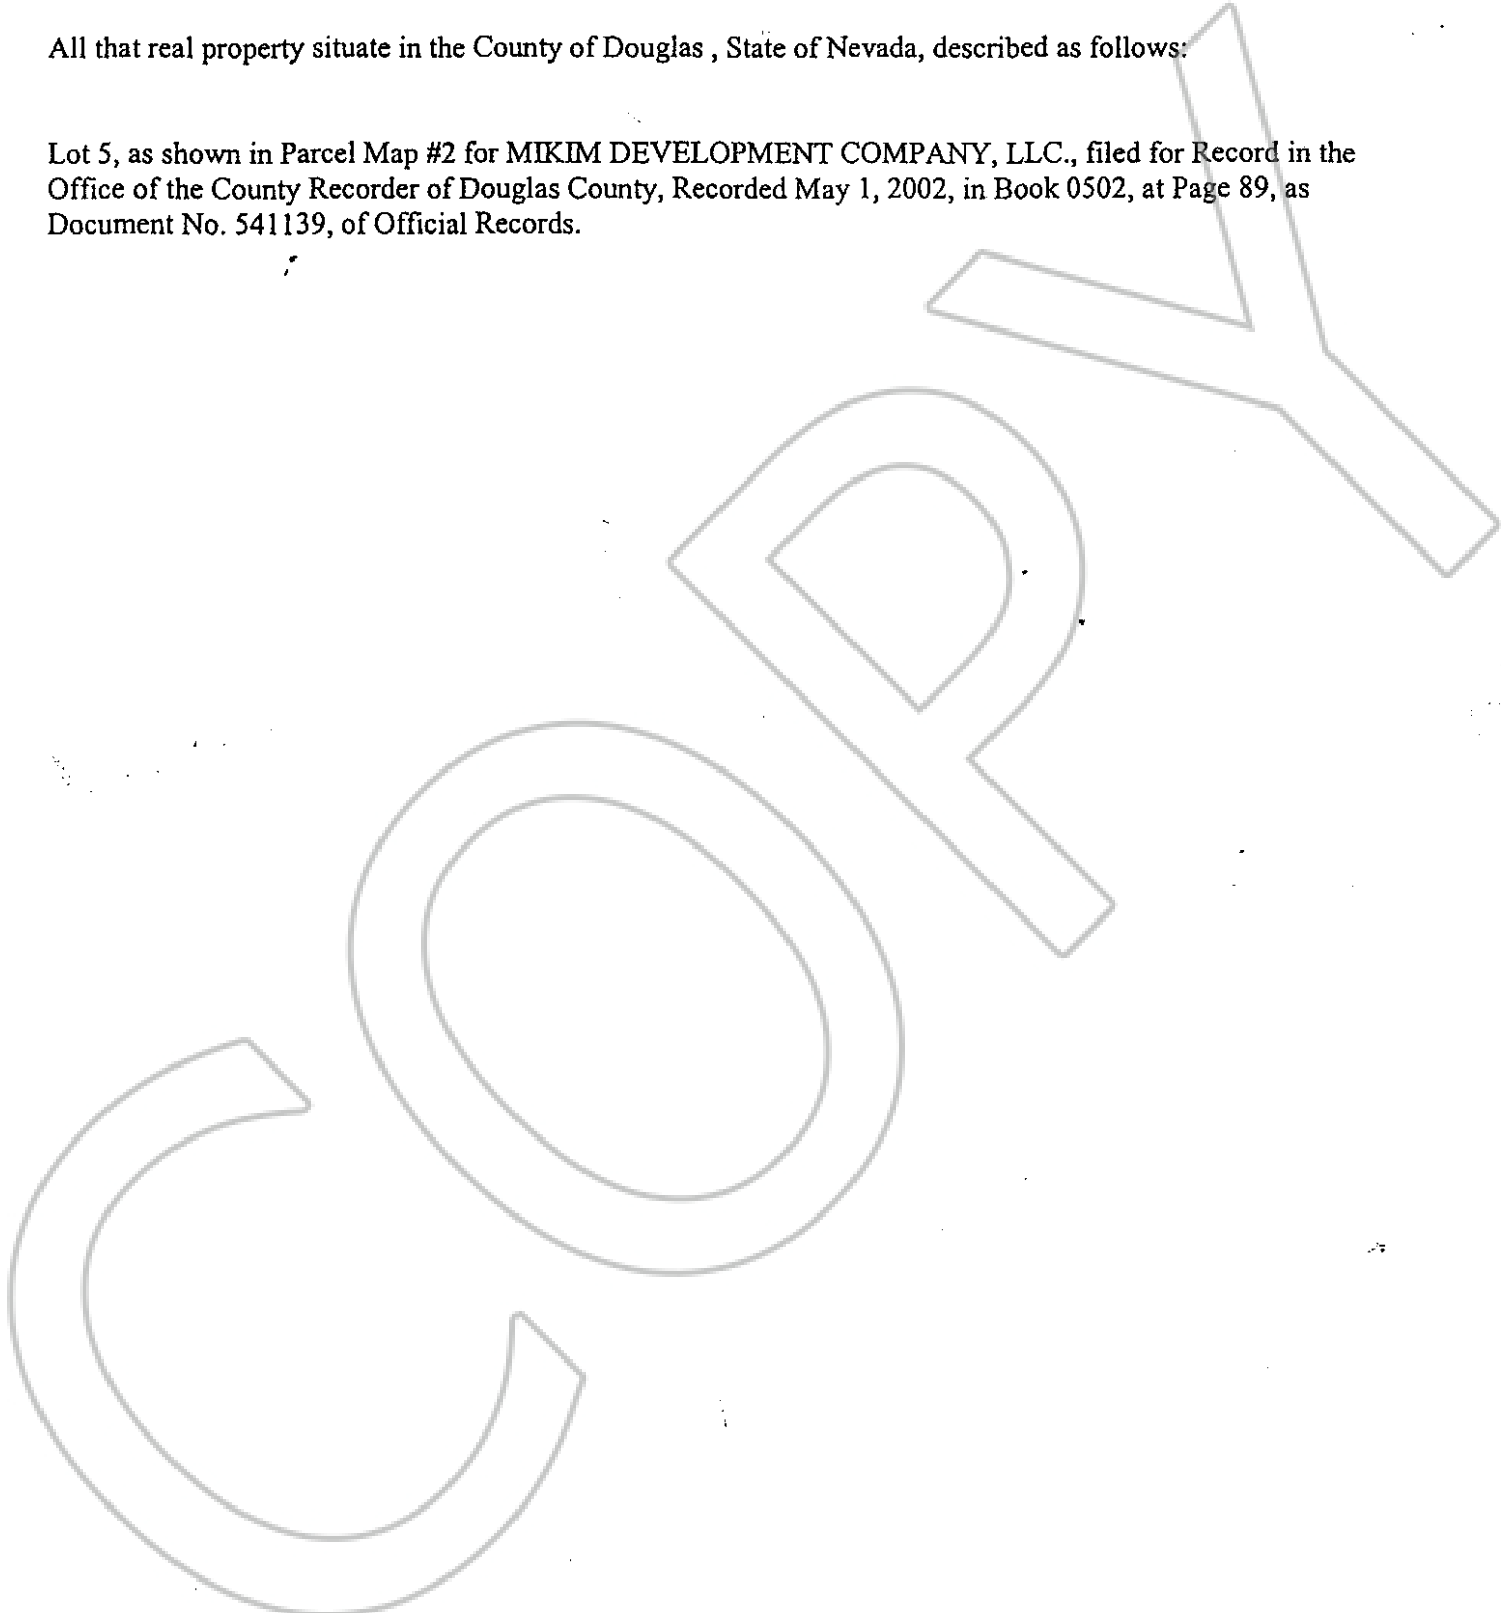 All that real property situate in the County of Douglas , State of Nevada, described as follows:
Lot 5, as shown in Parcel Map #2 for MIKIM DEVELOPMENT COMPANY, LLC., filed for Record in the
Office of the County Recorder of Douglas County, Recorded May 1, 2002, in Book 0502, at Page 89, as
Document No. 541139, of Official Records.
COPY